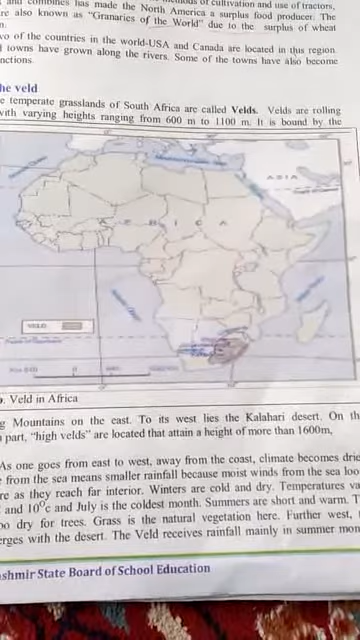 and combines has made the North America a surplus food producer. The
re also known as "Granaries of the World" due to the surplus of wheat
n.
wo of the countries in the world-USA and Canada are located in this region.
towns have grown along the rivers. Some of the towns have also become
nctions.
he veld
e temperate grasslands of South Africa are called Velds. Velds are rolling
with varying heights ranging from 600 m to 1100 m. It is bound by the
ASIA
AFRICA
VELD
. Veld in Africa
g Mountains on the east. To its west lies the Kalahari desert. On th
part, "high velds" are located that attain a height of more than 1600m,
As one goes from east to west, away from the coast, climate becomes drie
from the sea means smaller rainfall because moist winds from the sea loo
re as they reach far interior. Winters are cold and dry. Temperatures va
and 10°c and July is the coldest month. Summers are short and warm. T
oo dry for trees. Grass is the natural vegetation here. Further west,
erges with the desert. The Veld receives rainfall mainly in summer mon
ashmir State Board of School Education